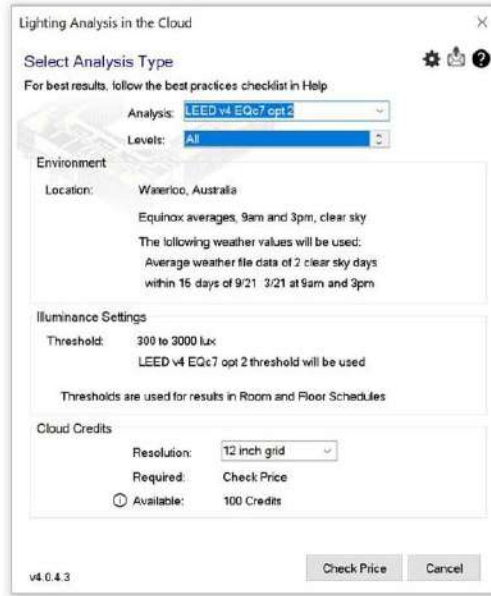 Lighting Analysis in the Cloud
Select Analysis Type
For best results, follow the best practices checklist in Help
Analysis: LEED v4 EQc7 opt 2
Levels: All
Environment
Location: Waterloo, Australia
Equinox averages, 9am and 3pm, clear sky
The following weather values will be used:
Average weather file data of 2 clear sky days
within 15 days of 9/21 3/21 at 9am and 3pm
Illuminance Settings
Threshold: 300 to 3000 lux
LEED v4 EQc7 opt 2 threshold will be used
Thresholds are used for results in Room and Floor Schedules
Cloud Credits
Resolution: 12 inch grid
Required: Check Price
Available: 100 Credits
v4.0.4.3
Check Price
Cancel